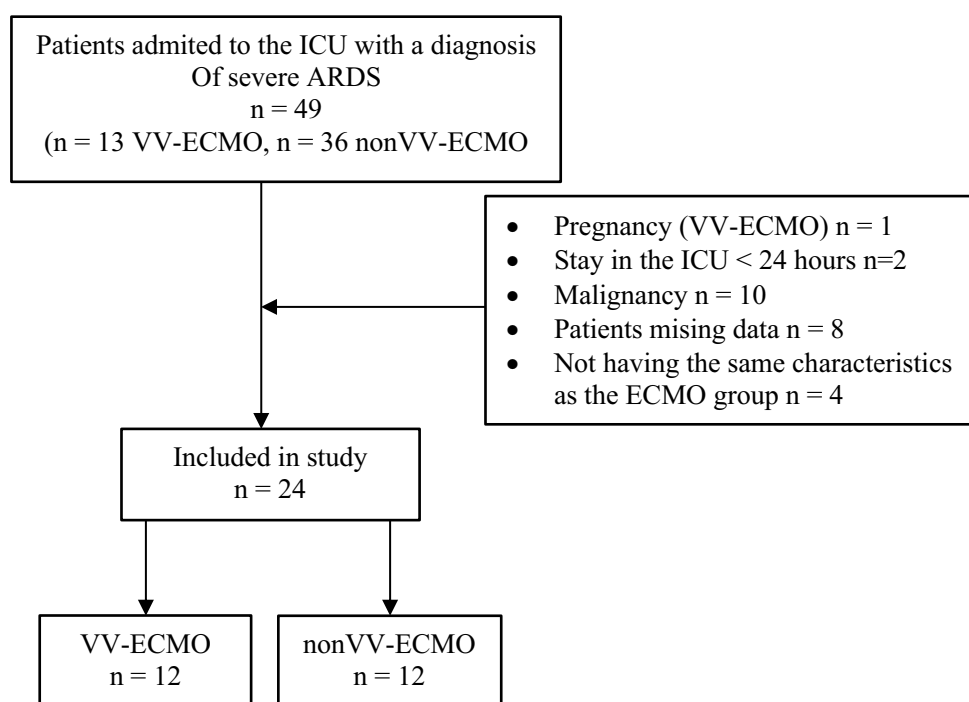 Patients admited to the ICU with a diagnosis
Of severe ARDS
n = 49
(n = 13 VV-ECMO, n = 36 nonVV-ECMO
• Pregnancy (VV-ECMO) n = 1
• Stay in the ICU < 24 hours n=2
• Malignancy n = 10
• Patients mising data n = 8
• Not having the same characteristics
as the ECMO group n = 4
Included in study
n = 24
VV-ECMO
n = 12
nonVV-ECMO
n = 12